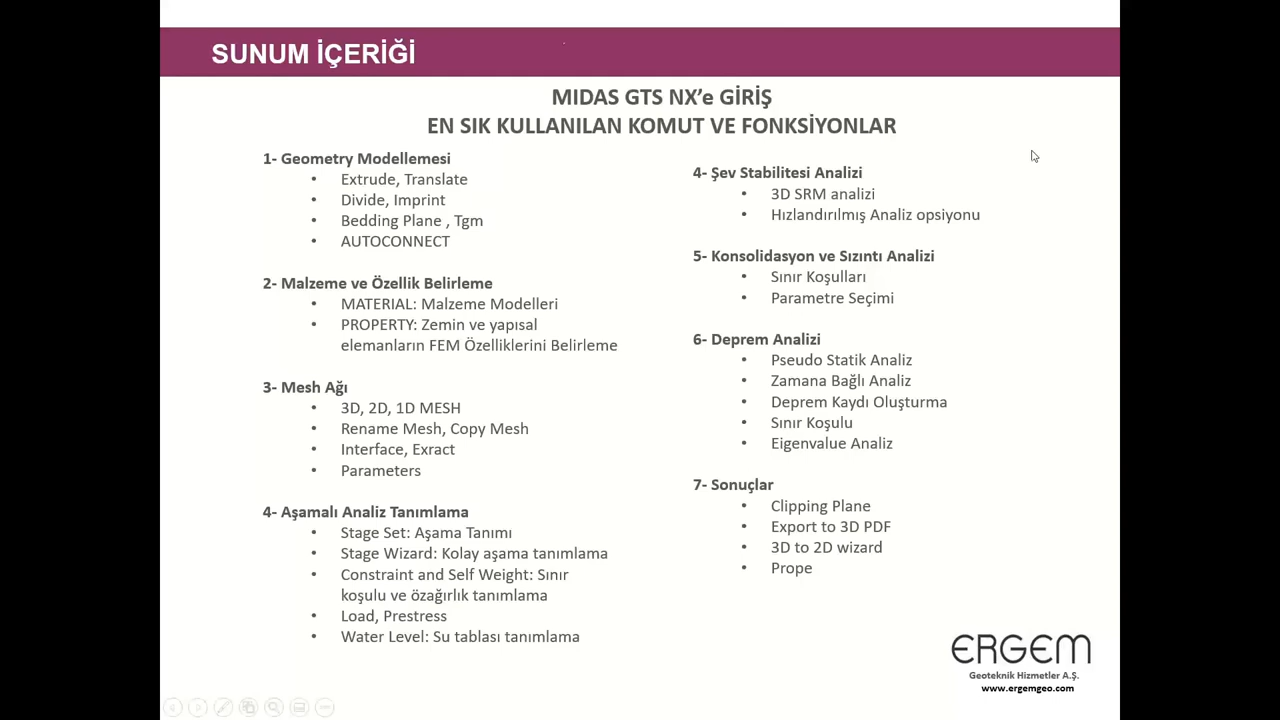 SUNUM İÇERİĞİ
MIDAS GTS NX’e GİRİŞ
EN SIK KULLANILAN KOMUT VE FONKSİYONLAR
1- Geometry Modellemesi
• Extrude, Translate
• Divide, Imprint
• Bedding Plane , Tgm
• AUTOCONNECT
2- Malzeme ve Özellik Belirleme
• MATERIAL: Malzeme Modelleri
• PROPERTY: Zemin ve yapısal
elemanların FEM Özelliklerini Belirleme
3- Mesh Ağı
• 3D, 2D, 1D MESH
• Rename Mesh, Copy Mesh
• Interface, Exract
• Parameters
4- Aşamalı Analiz Tanımlama
• Stage Set: Aşama Tanımı
• Stage Wizard: Kolay aşama tanımlama
• Constraint and Self Weight: Sınır
koşulu ve özağırlık tanımlama
• Load, Prestress
• Water Level: Su tablası tanımlama
4- Şev Stabilitesi Analizi
• 3D SRM analizi
• Hızlandırılmış Analiz opsiyonu
5- Konsolidasyon ve Sızıntı Analizi
• Sınır Koşulları
• Parametre Seçimi
6- Deprem Analizi
• Pseudo Statik Analiz
• Zamana Bağlı Analiz
• Deprem Kaydı Oluşturma
• Sınır Koşulu
• Eigenvalue Analiz
7- Sonuçlar
• Clipping Plane
• Export to 3D PDF
• 3D to 2D wizard
• Prope
ERGEM
Geoteknik Hizmetler A.Ş.
www.ergemgeo.com